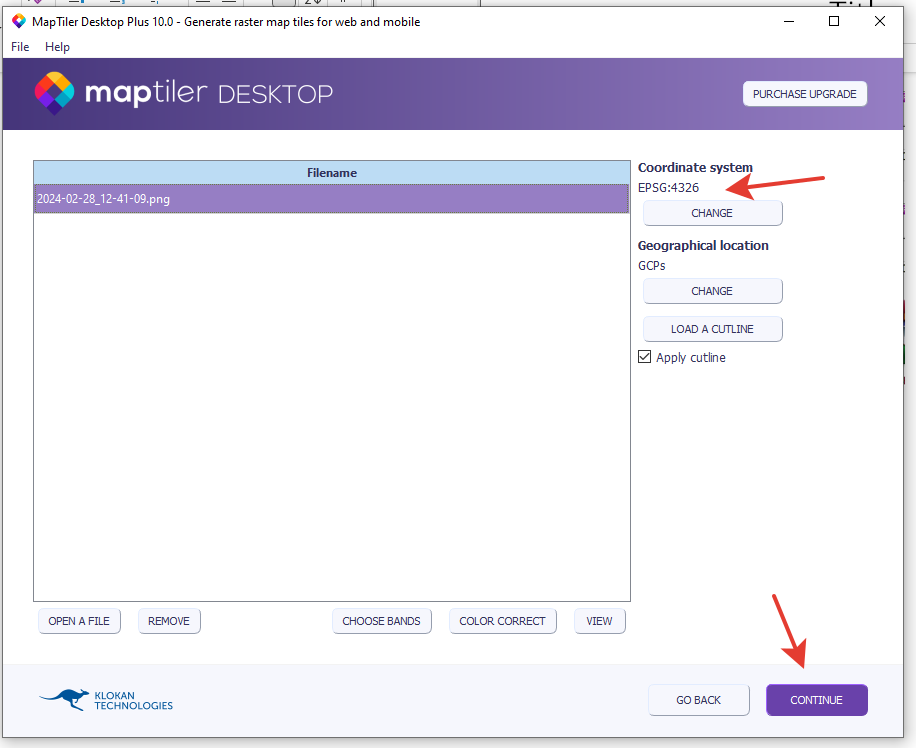 MapTiler Desktop Plus 10.0 - Generate raster map tiles for web and mobile
File Help
maptiler DESKTOP
PURCHASE UPGRADE
Filename
2024-02-28_12-41-09.png
Coordinate system
EPSG:4326
CHANGE
Geographical location
GCPs
CHANGE
LOAD A CUTLINE
Apply cutline
OPEN A FILE REMOVE CHOOSE BANDS COLOR CORRECT VIEW
KLOKAN
TECHNOLOGIES
GO BACK CONTINUE